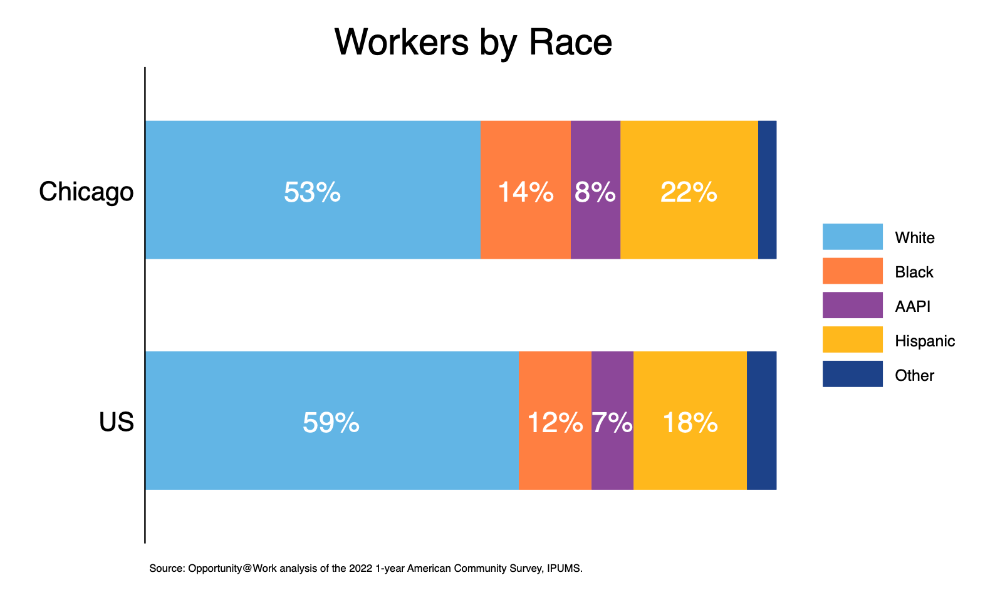 Workers by Race
Chicago
53%
14%
8%
22%
US
59%
12%
7%
18%
White
Black
AAPI
Hispanic
Other
Source: Opportunity@Work analysis of the 2022 1-year American Community Survey, IPUMS.